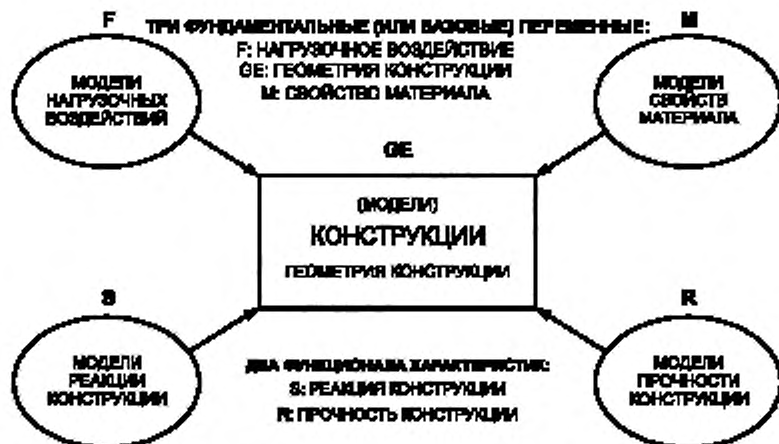 F
ТРИ ФУНДАМЕНТАЛЬНЫЕ (ИЛИ БАЗОВЫЕ) ПЕРЕМЕННЫЕ:
M
F: НАГРУЗОЧНОЕ ВОЗДЕЙСТВИЕ
GE: ГЕОМЕТРИЯ КОНСТРУКЦИИ
M: СВОЙСТВО МАТЕРИАЛА
МОДЕЛИ
НАГРУЗОЧНЫХ
ВОЗДЕЙСТВИЙ
МОДЕЛИ
СВОЙСТВ
МАТЕРИАЛА
GE
(МОДЕЛИ)
КОНСТРУКЦИИ
ГЕОМЕТРИЯ КОНСТРУКЦИИ
S
R
МОДЕЛИ
РЕАКЦИИ
КОНСТРУКЦИИ
ДВА ФУНКЦИОНАЛА ХАРАКТЕРИСТИК:
S: РЕАКЦИЯ КОНСТРУКЦИИ
R: ПРОЧНОСТЬ КОНСТРУКЦИИ
МОДЕЛИ
ПРОЧНОСТИ
КОНСТРУКЦИИ